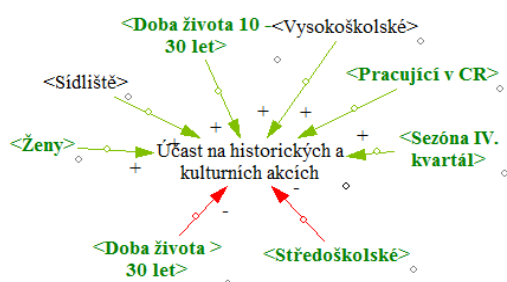 <Doba života 10 -
30 let>
<Vysokoškolské>
<Sídliště>
<Pracující v CR>
<Ženy>
Účast na historických a
kulturních akcích
<Sezóna IV.
kvartál>
<Doba života >
30 let>
<Středoškolské>
+
+
+
+
+
+
-
-